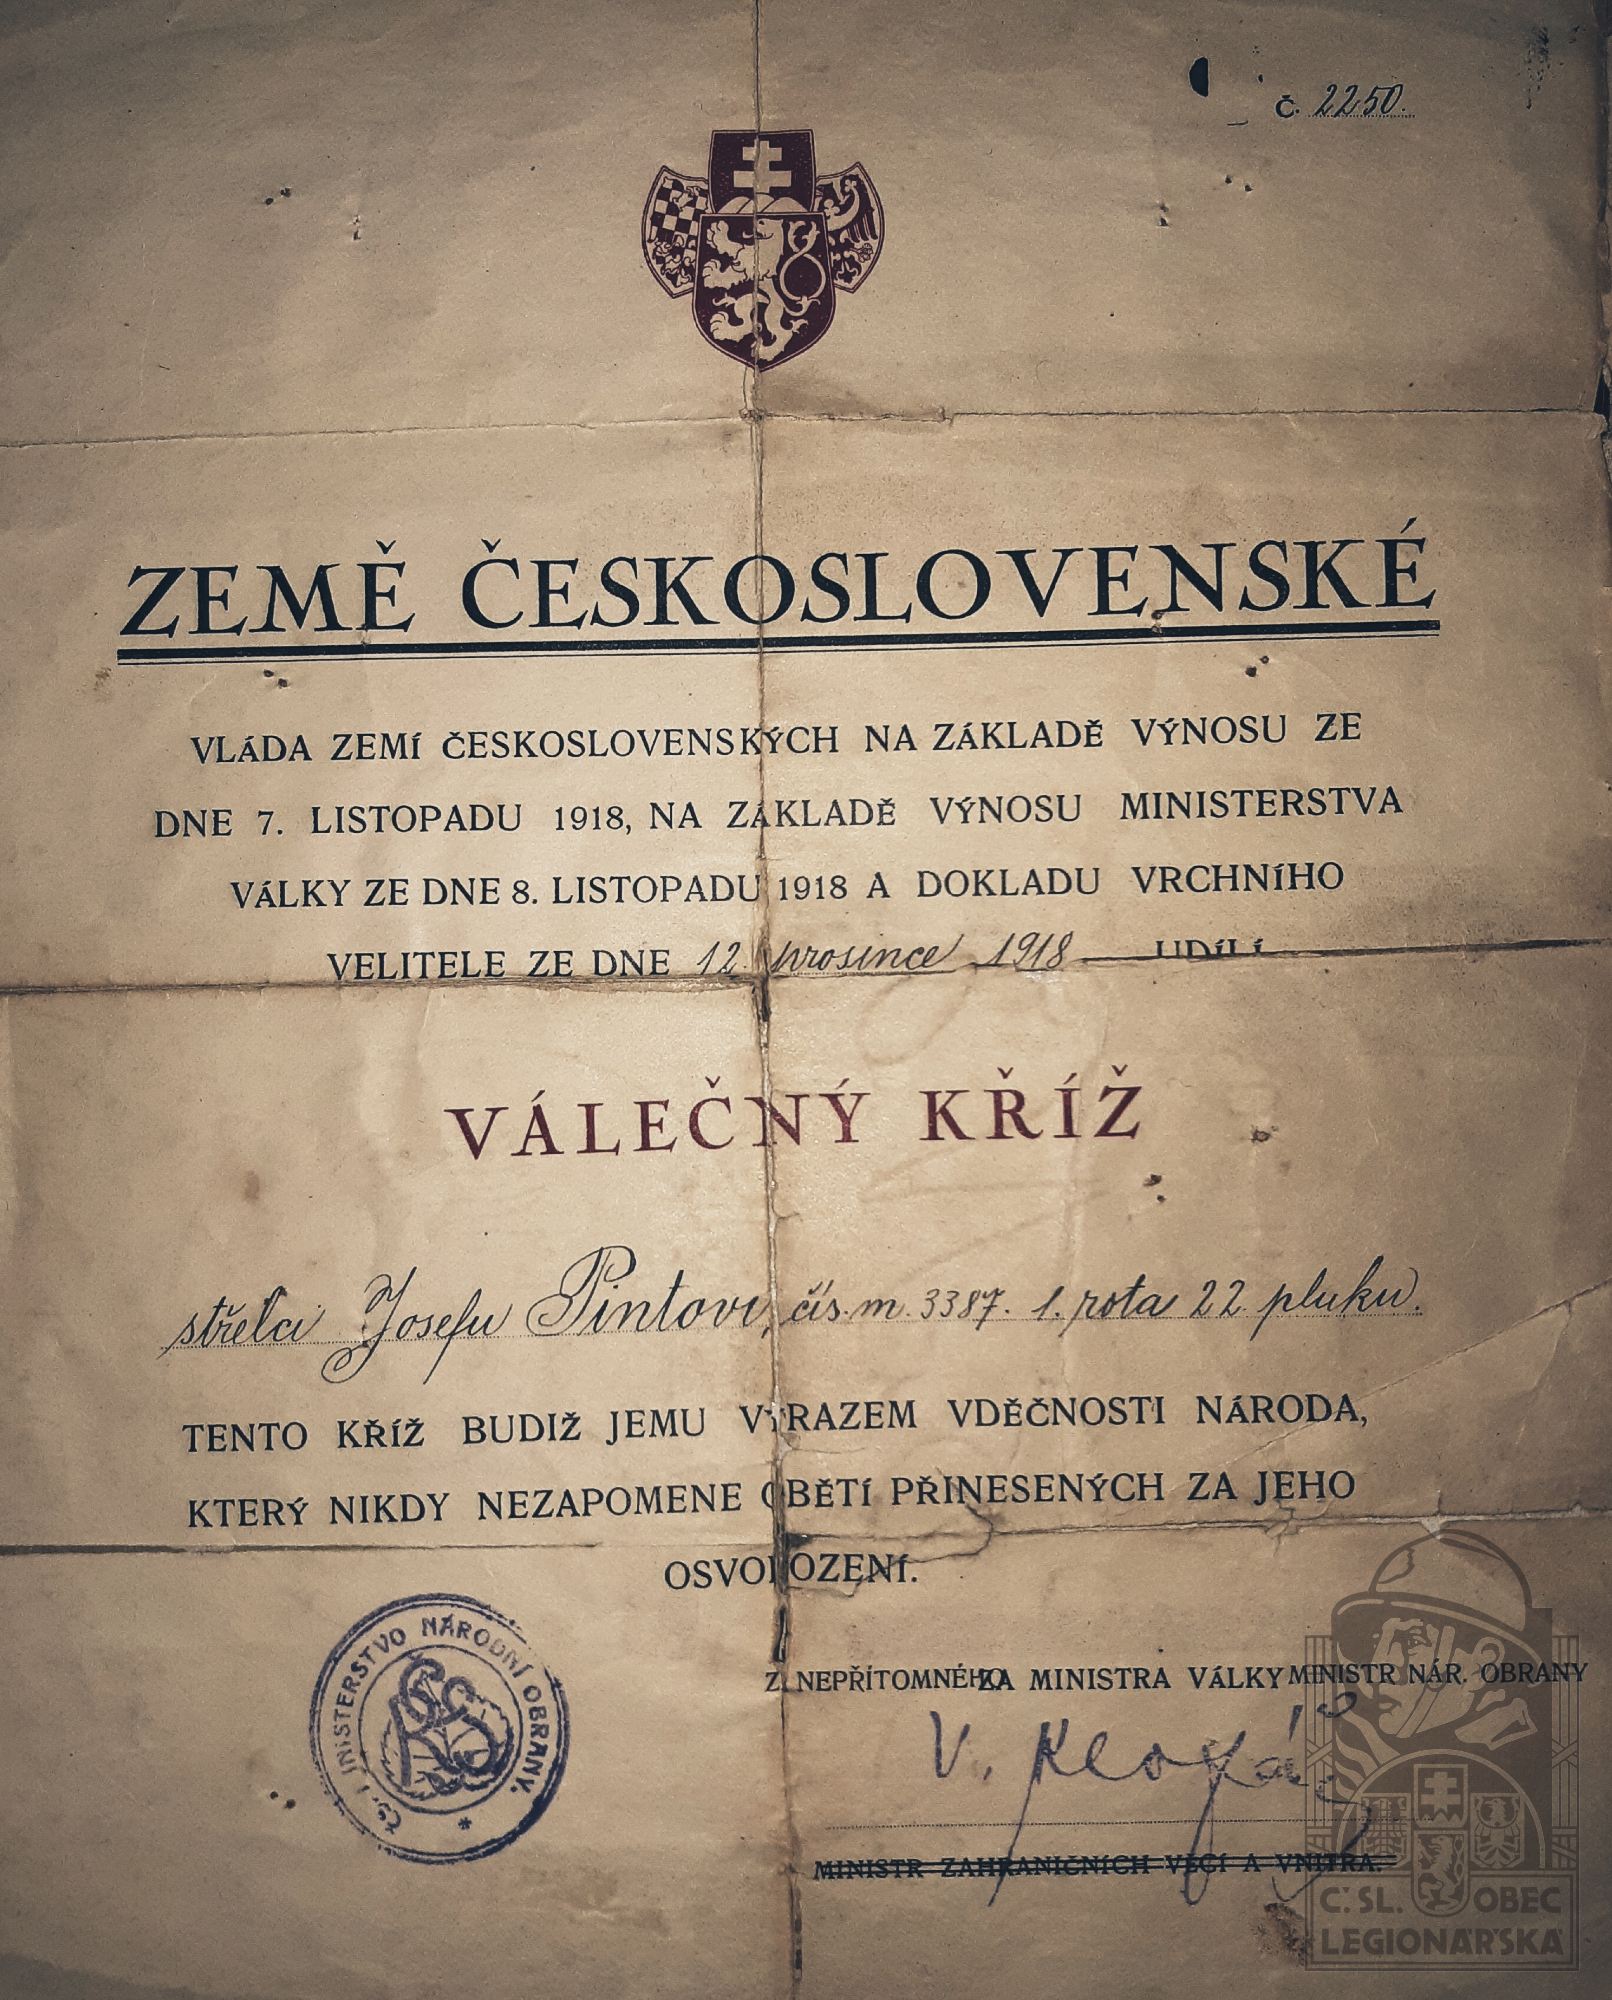 Č. 2250.
ZEMĚ ČESKOSLOVENSKÉ
VLÁDA ZEMÍ ČESKOSLOVENSKÝCH NA ZÁKLADĚ VÝNOSU ZE
DNE 7. LISTOPADU 1918, NA ZÁKLADĚ VÝNOSU MINISTERSTVA
VÁLKY ZE DNE 8. LISTOPADU 1918 A DOKLADU VRCHNÍHO
VELITELE ZE DNE 12. prosince 1918 UDÍLÍ
VÁLEČNÝ KŘÍŽ
střelci Josefu Pintovi, čís. m. 3387. 1. rota 22 pluku.
TENTO KŘÍŽ BUDIŽ JEMU VÝRAZEM VDĚČNOSTI NÁRODA,
KTERÝ NIKDY NEZAPOMENE OBĚTÍ PŘINESENÝCH ZA JEHO
OSVOBOZENÍ.
Z. NEPŘÍTOMNÉHO ZA MINISTRA VÁLKY MINISTR NÁR. OBRANY
MINISTR ZAHRANIČNÍCH VĚCÍ A VNITRA.
MINISTERSTVO NÁRODNÍ OBRANY. *
Č. SL. OBEC
LEGIONÁŘSKÁ